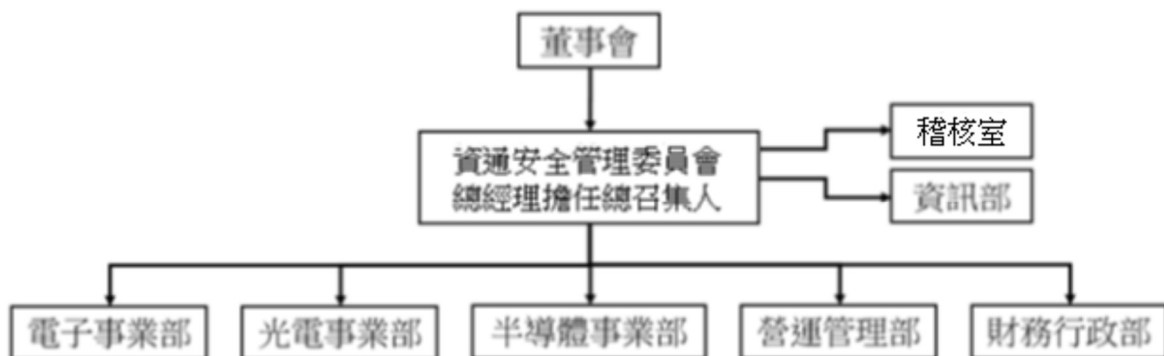 董事會
稽核室
資通安全管理委員會
總經理擔任總召集人
資訊部
電子事業部
光電事業部
半導體事業部
營運管理部
財務行政部